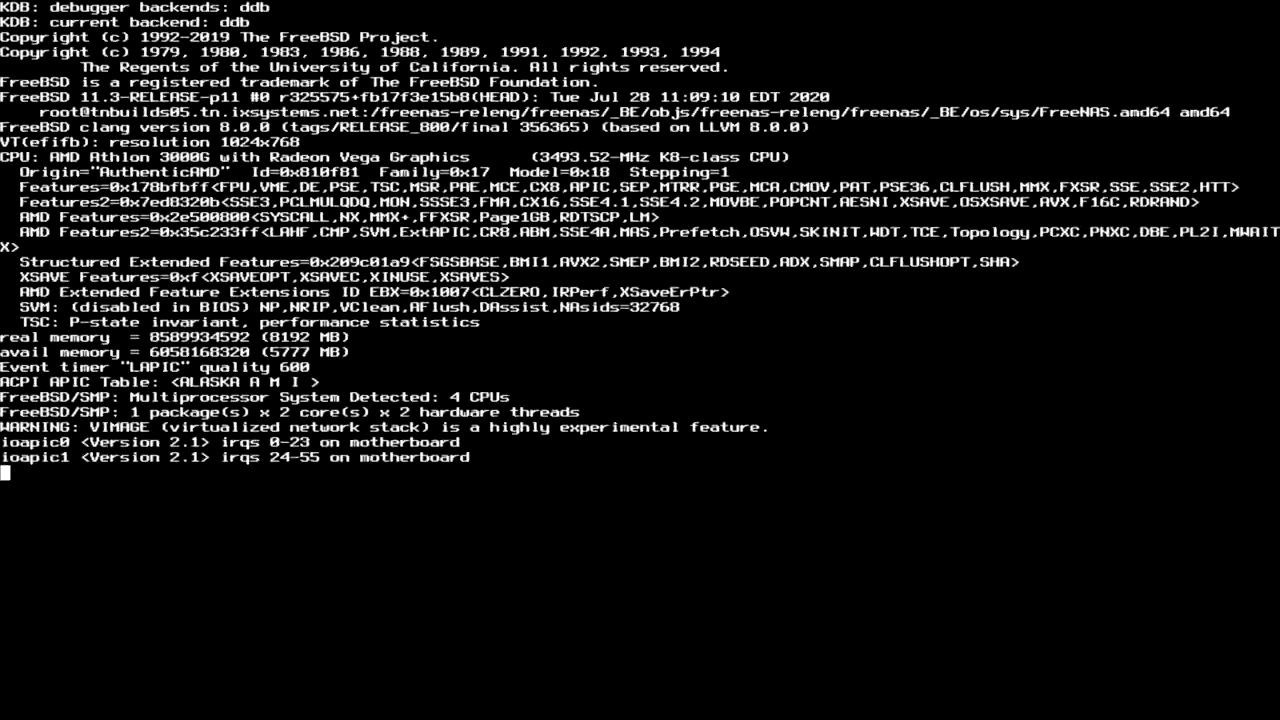 KDB: debugger backends: ddb
KDB: current backend: ddb
Copyright (c) 1992-2019 The FreeBSD Project.
Copyright (c) 1979, 1980, 1983, 1986, 1988, 1989, 1991, 1992, 1993, 1994
The Regents of the University of California. All rights reserved.
FreeBSD is a registered trademark of The FreeBSD Foundation.
FreeBSD 11.3-RELEASE-p11 #0 r325575+fb17f3e15b8(HEAD): Tue Jul 28 11:09:10 EDT 2020
root@tnbuilds05.tn.ixsystems.net:/freenas-releng/freenas/_BE/objs/freenas-releng/freenas/_BE/os/sys/FreeNAS.amd64 amd64
FreeBSD clang version 8.0.0 (tags/RELEASE_800/final 356365) (based on LLVM 8.0.0)
VT(efifb): resolution 1024x768
CPU: AMD Athlon 3000G with Radeon Vega Graphics      (3493.52-MHz K8-class CPU)
Origin="AuthenticAMD"  Id=0x810f81  Family=0x17  Model=0x18  Stepping=1
Features=0x178bfbff<FPU,VME,DE,PSE,TSC,MSR,PAE,MCE,CX8,APIC,SEP,MTRR,PGE,MCA,CMOV,PAT,PSE36,CLFLUSH,MMX,FXSR,SSE,SSE2,HTT>
Features2=0x7ed8320b<SSE3,PCLMULQDQ,MON,SSSE3,FMA,CX16,SSE4.1,SSE4.2,MOVBE,POPCNT,AESNI,XSAVE,OSXSAVE,AVX,F16C,RDRAND>
AMD Features=0x2e500800<SYSCALL,NX,MMX+,FFXSR,Page1GB,RDTSCP,LM>
AMD Features2=0x35c233ff<LAHF,CMP,SVM,ExtAPIC,CR8,ABM,SSE4A,MAS,Prefetch,OSVW,SKINIT,WDT,TCE,Topology,PCXC,PNXC,DBE,PL2I,MWAIT
X>
Structured Extended Features=0x209c01a9<FSGSBASE,BMI1,AVX2,SMEP,BMI2,RDSEED,ADX,SMAP,CLFLUSHOPT,SHA>
XSAVE Features=0xf<XSAVEOPT,XSAVEC,XINUSE,XSAVES>
AMD Extended Feature Extensions ID EBX=0x1007<CLZERO,IRPerf,XSaveErPtr>
SVM: (disabled in BIOS) NP,NRIP,VClean,AFlush,DAssist,NAsids=32768
TSC: P-state invariant, performance statistics
real memory  = 8589934592 (8192 MB)
avail memory = 6058168320 (5777 MB)
Event timer "LAPIC" quality 600
ACPI APIC Table: <ALASKA A M I >
FreeBSD/SMP: Multiprocessor System Detected: 4 CPUs
FreeBSD/SMP: 1 package(s) x 2 core(s) x 2 hardware threads
WARNING: VIMAGE (virtualized network stack) is a highly experimental feature.
ioapic0 <Version 2.1> irqs 0-23 on motherboard
ioapic1 <Version 2.1> irqs 24-55 on motherboard